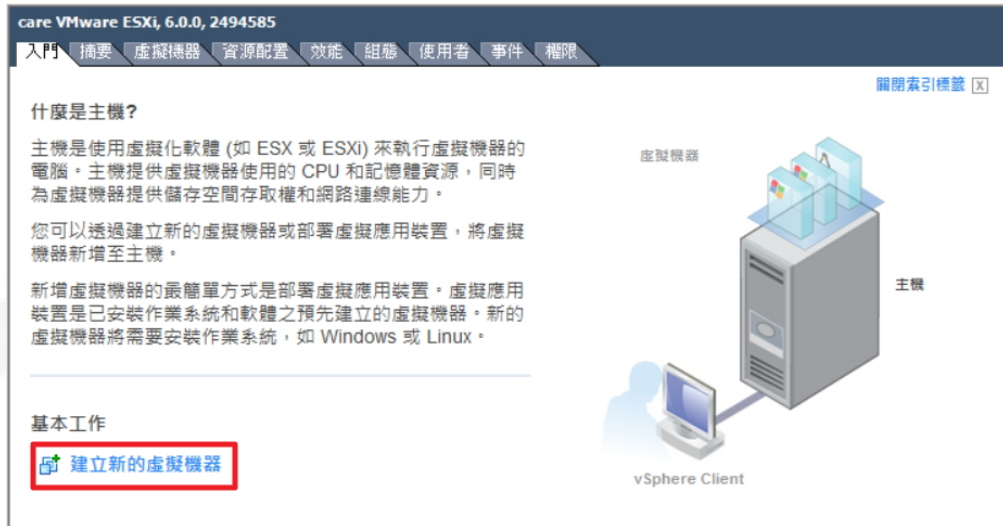 care VMware ESXi, 6.0.0, 2494585
入門 摘要 虛擬機器 資源配置 效能 組態 使用者 事件 權限
關閉索引標籤 X
什麼是主機?
主機是使用虛擬化軟體 (如 ESX 或 ESXi) 來執行虛擬機器的
電腦。主機提供虛擬機器使用的 CPU 和記憶體資源，同時
為虛擬機器提供儲存空間存取權和網路連線能力。
您可以透過建立新的虛擬機器或部署虛擬應用裝置，將虛擬
機器新增至主機。
新增虛擬機器的最簡單方式是部署虛擬應用裝置。虛擬應用
裝置是已安裝作業系統和軟體之預先建立的虛擬機器。新的
虛擬機器將需要安裝作業系統，如 Windows 或 Linux。
基本工作
建立新的虛擬機器
虛擬機器
主機
vSphere Client